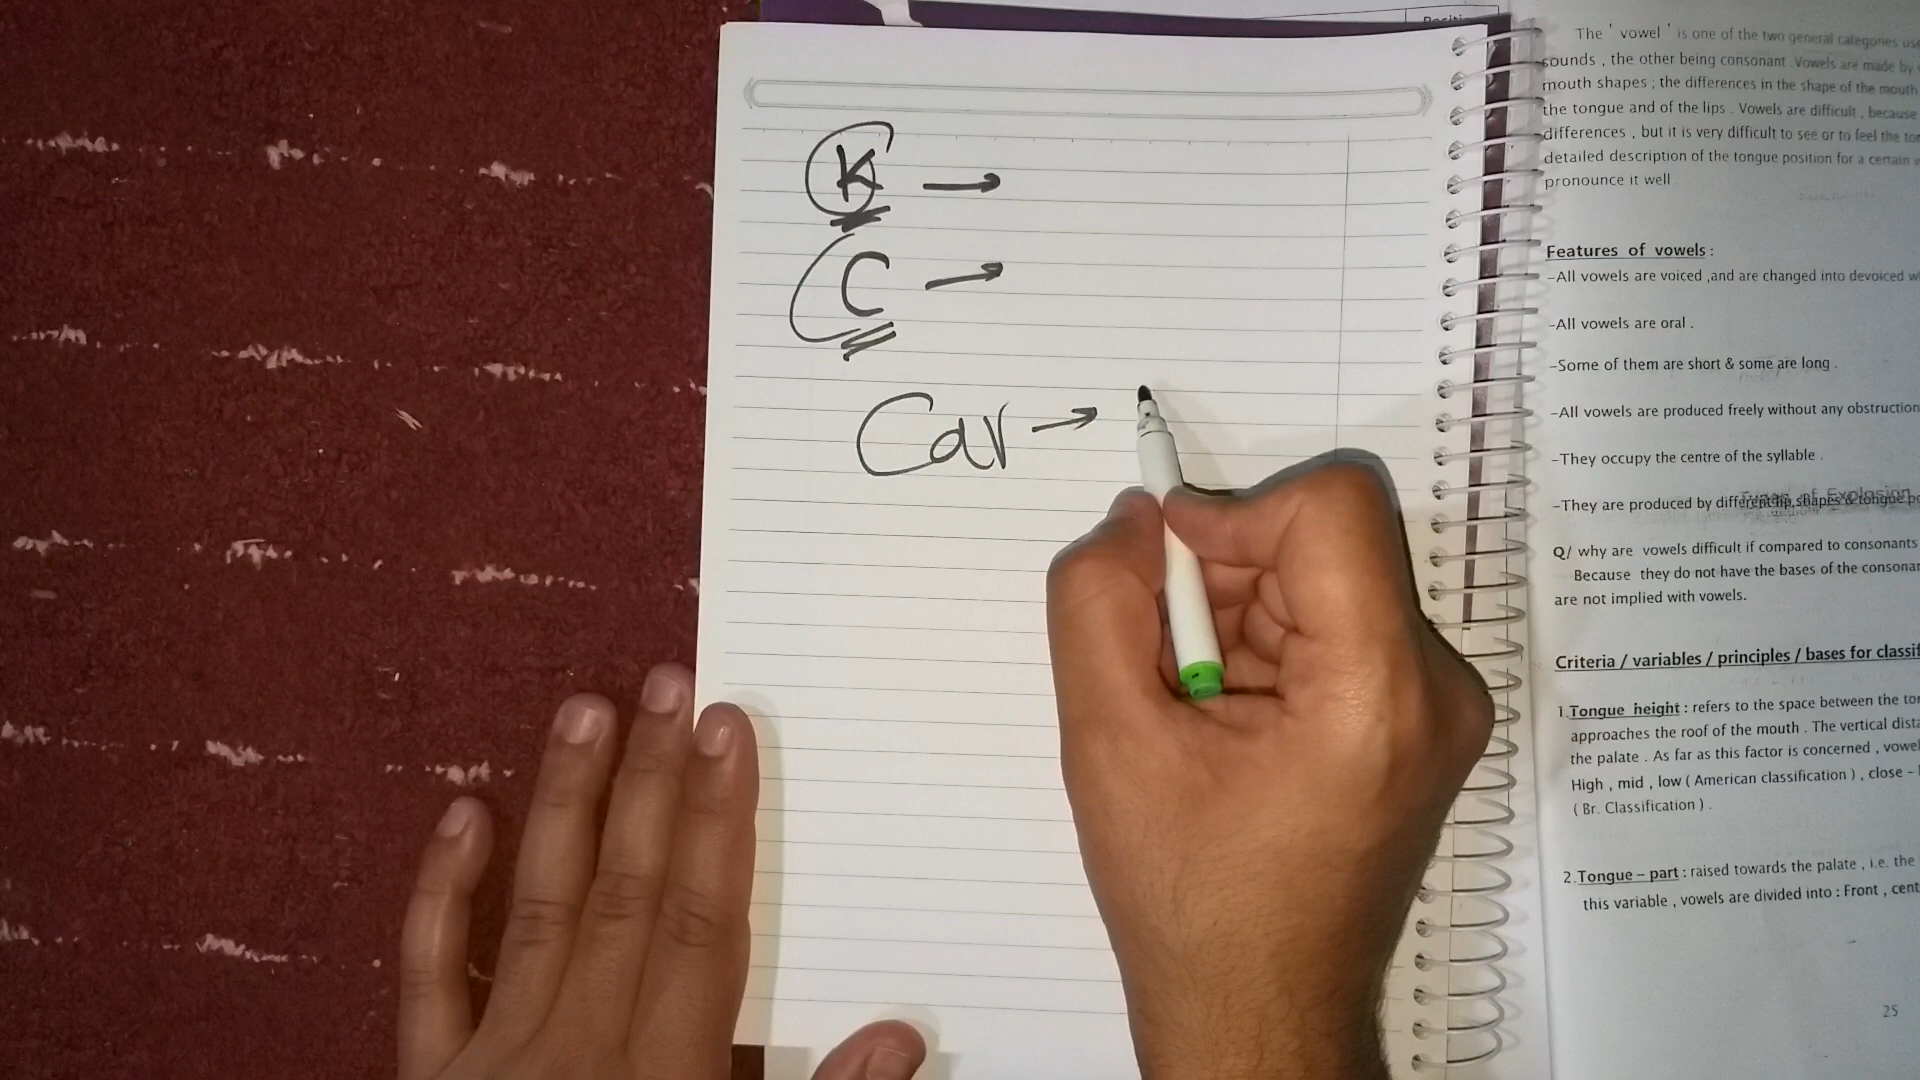 K →
C →
Car →
Positi
The ' vowel ' is one of the two general categories use
sounds , the other being consonant .Vowels are made by
mouth shapes ; the differences in the shape of the mouth
the tongue and of the lips . Vowels are difficult , because
differences , but it is very difficult to see or to feel the to
detailed description of the tongue position for a certain
pronounce it well
Features of vowels :
-All vowels are voiced ,and are changed into devoiced w
-All vowels are oral .
-Some of them are short & some are long .
-All vowels are produced freely without any obstruction
-They occupy the centre of the syllable .
-They are produced by different lip shapes & tongue po
Q/ why are vowels difficult if compared to consonants
Because they do not have the bases of the consonan
are not implied with vowels.
Criteria / variables / principles / bases for classif
1.Tongue height : refers to the space between the to
approaches the roof of the mouth . The vertical dista
the palate . As far as this factor is concerned , vowel
High , mid , low ( American classification ) , close -
( Br. Classification ) .
2.Tongue - part : raised towards the palate , i.e. the
this variable , vowels are divided into : Front , cent
25